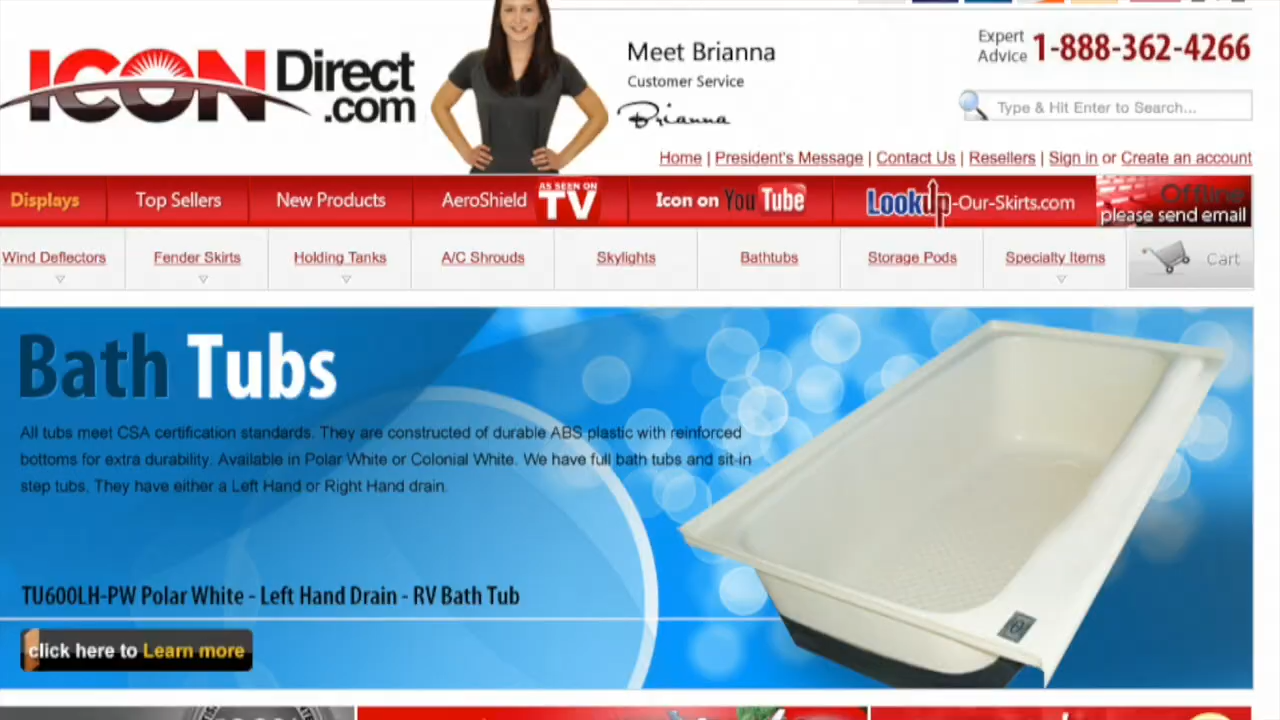 ICON Direct .com
Meet Brianna
Customer Service
Brianna
Expert Advice 1-888-362-4266
Type & Hit Enter to Search...
Home | President's Message | Contact Us | Resellers | Sign in or Create an account
Displays
Top Sellers
New Products
AeroShield AS SEEN ON TV
Icon on YouTube
Lookup-Our-Skirts.com
Offline
please send email
Wind Deflectors
Fender Skirts
Holding Tanks
A/C Shrouds
Skylights
Bathtubs
Storage Pods
Specialty Items
Cart
Bath Tubs
All tubs meet CSA certification standards. They are constructed of durable ABS plastic with reinforced
bottoms for extra durability. Available in Polar White or Colonial White. We have full bath tubs and sit-in
step tubs. They have either a Left Hand or Right Hand drain.
TU600LH-PW Polar White - Left Hand Drain - RV Bath Tub
click here to Learn more